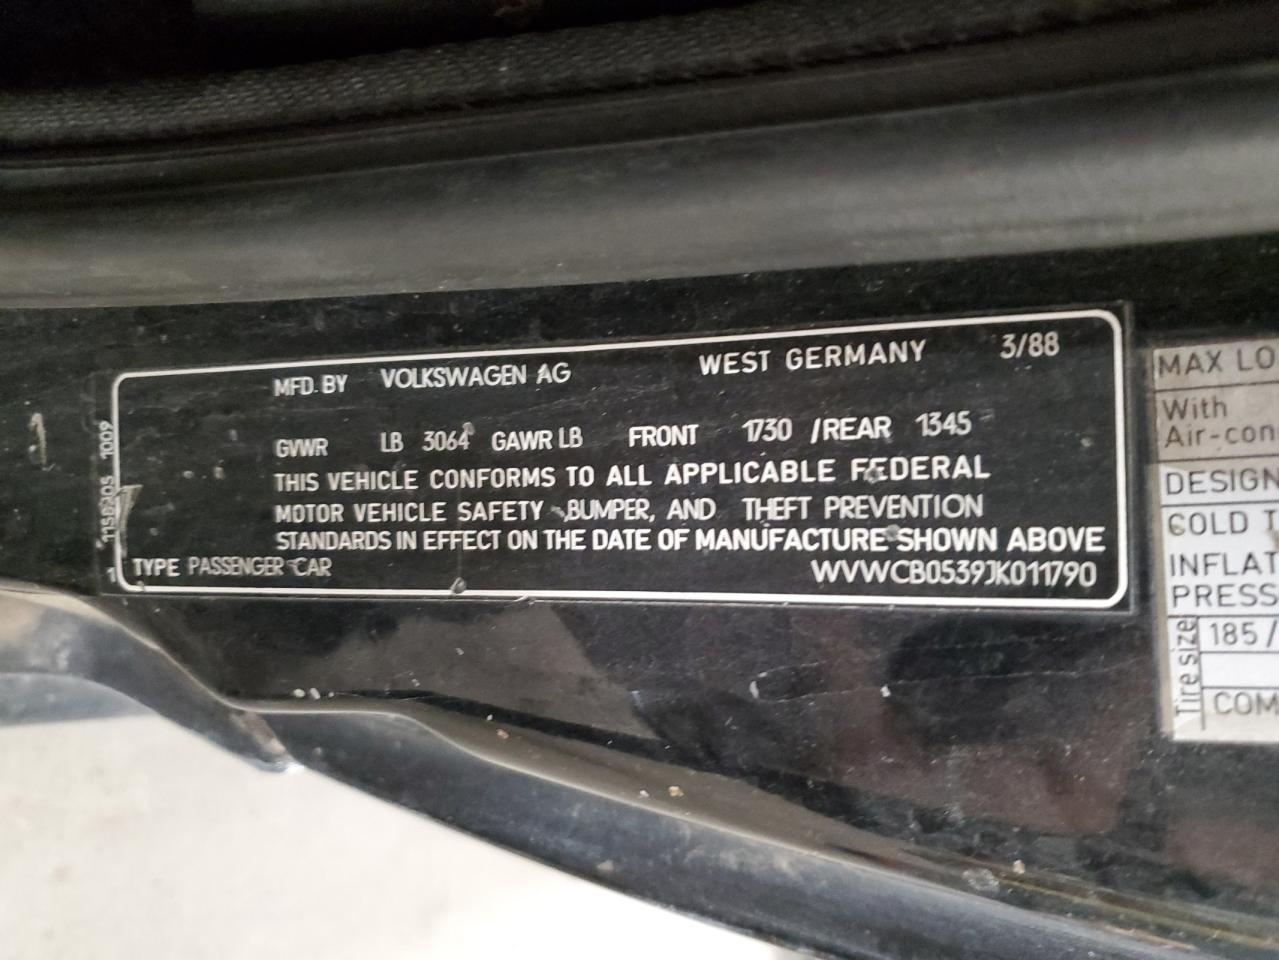 MFD. BY VOLKSWAGEN AG WEST GERMANY 3/88
GVWR LB 3064 GAWR LB FRONT 1730 /REAR 1345
THIS VEHICLE CONFORMS TO ALL APPLICABLE FEDERAL
MOTOR VEHICLE SAFETY, BUMPER, AND THEFT PREVENTION
STANDARDS IN EFFECT ON THE DATE OF MANUFACTURE SHOWN ABOVE
TYPE PASSENGER CAR WVWCB0539JK011790
1009
1
MAX LO
With
Air-con
DESIGN
COLD T
INFLAT
PRESS
Tire size
185/
COM